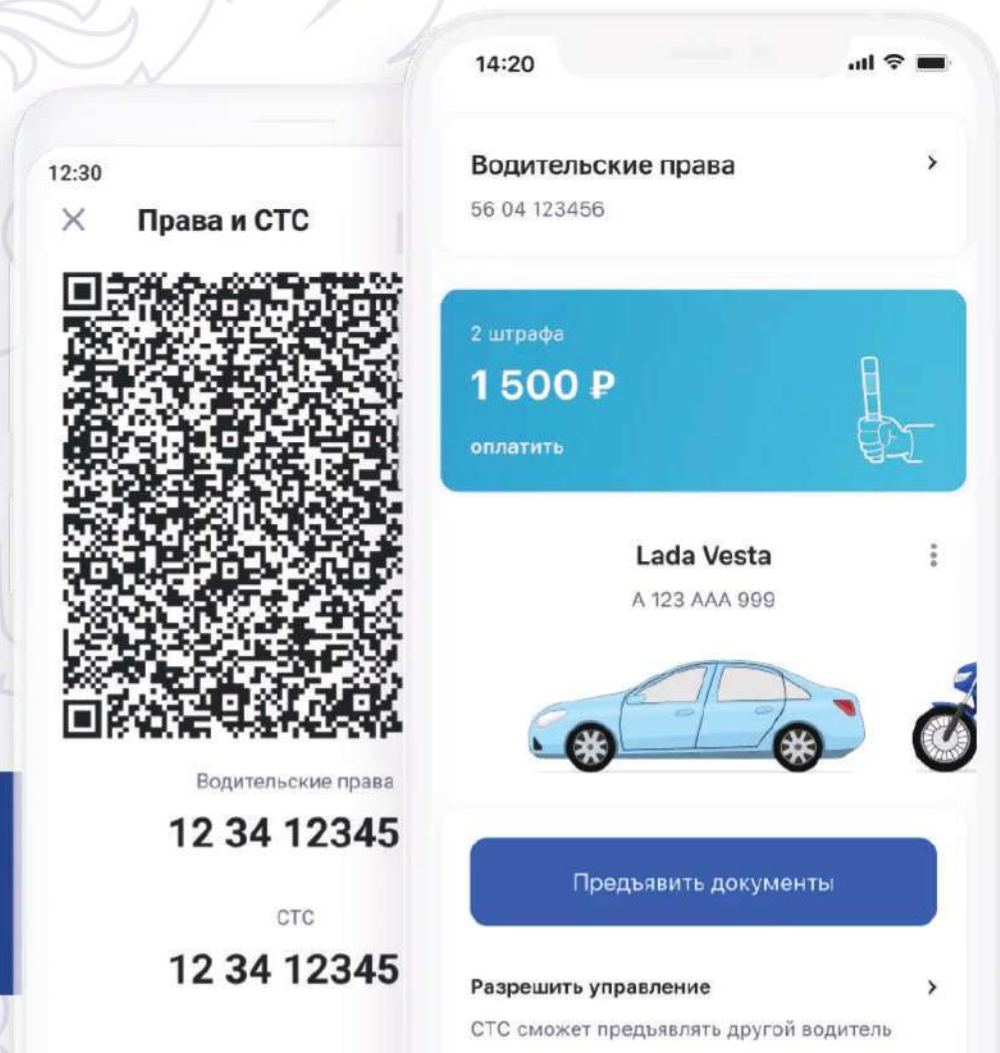 12:30
Права и СТС
Водительские права
12 34 12345
СТС
12 34 12345
14:20
Водительские права
56 04 123456
2 штрафа
1 500 ₽
оплатить
Lada Vesta
А 123 ААА 999
Предъявить документы
Разрешить управление
СТС сможет предъявлять другой водитель